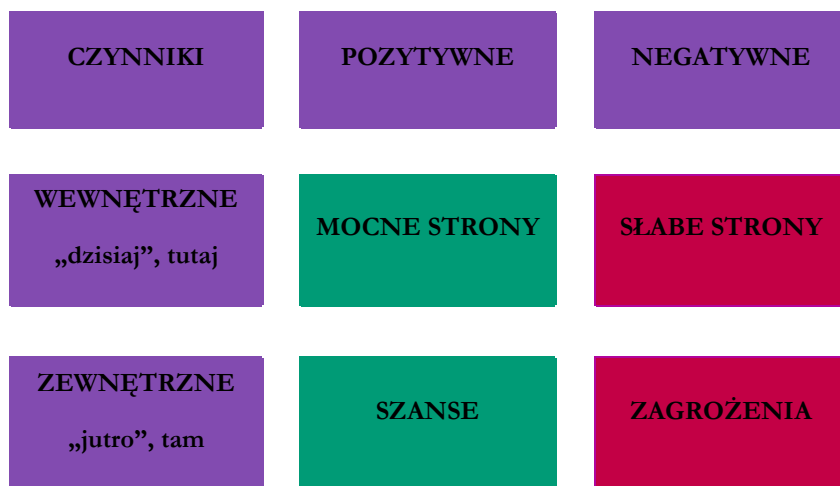 CZYNNIKI
POZYTYWNE
NEGATYWNE
WEWNĘTRZNE
„dzisiaj”, tutaj
MOCNE STRONY
SŁABE STRONY
ZEWNĘTRZNE
„jutro”, tam
SZANSE
ZAGROŻENIA